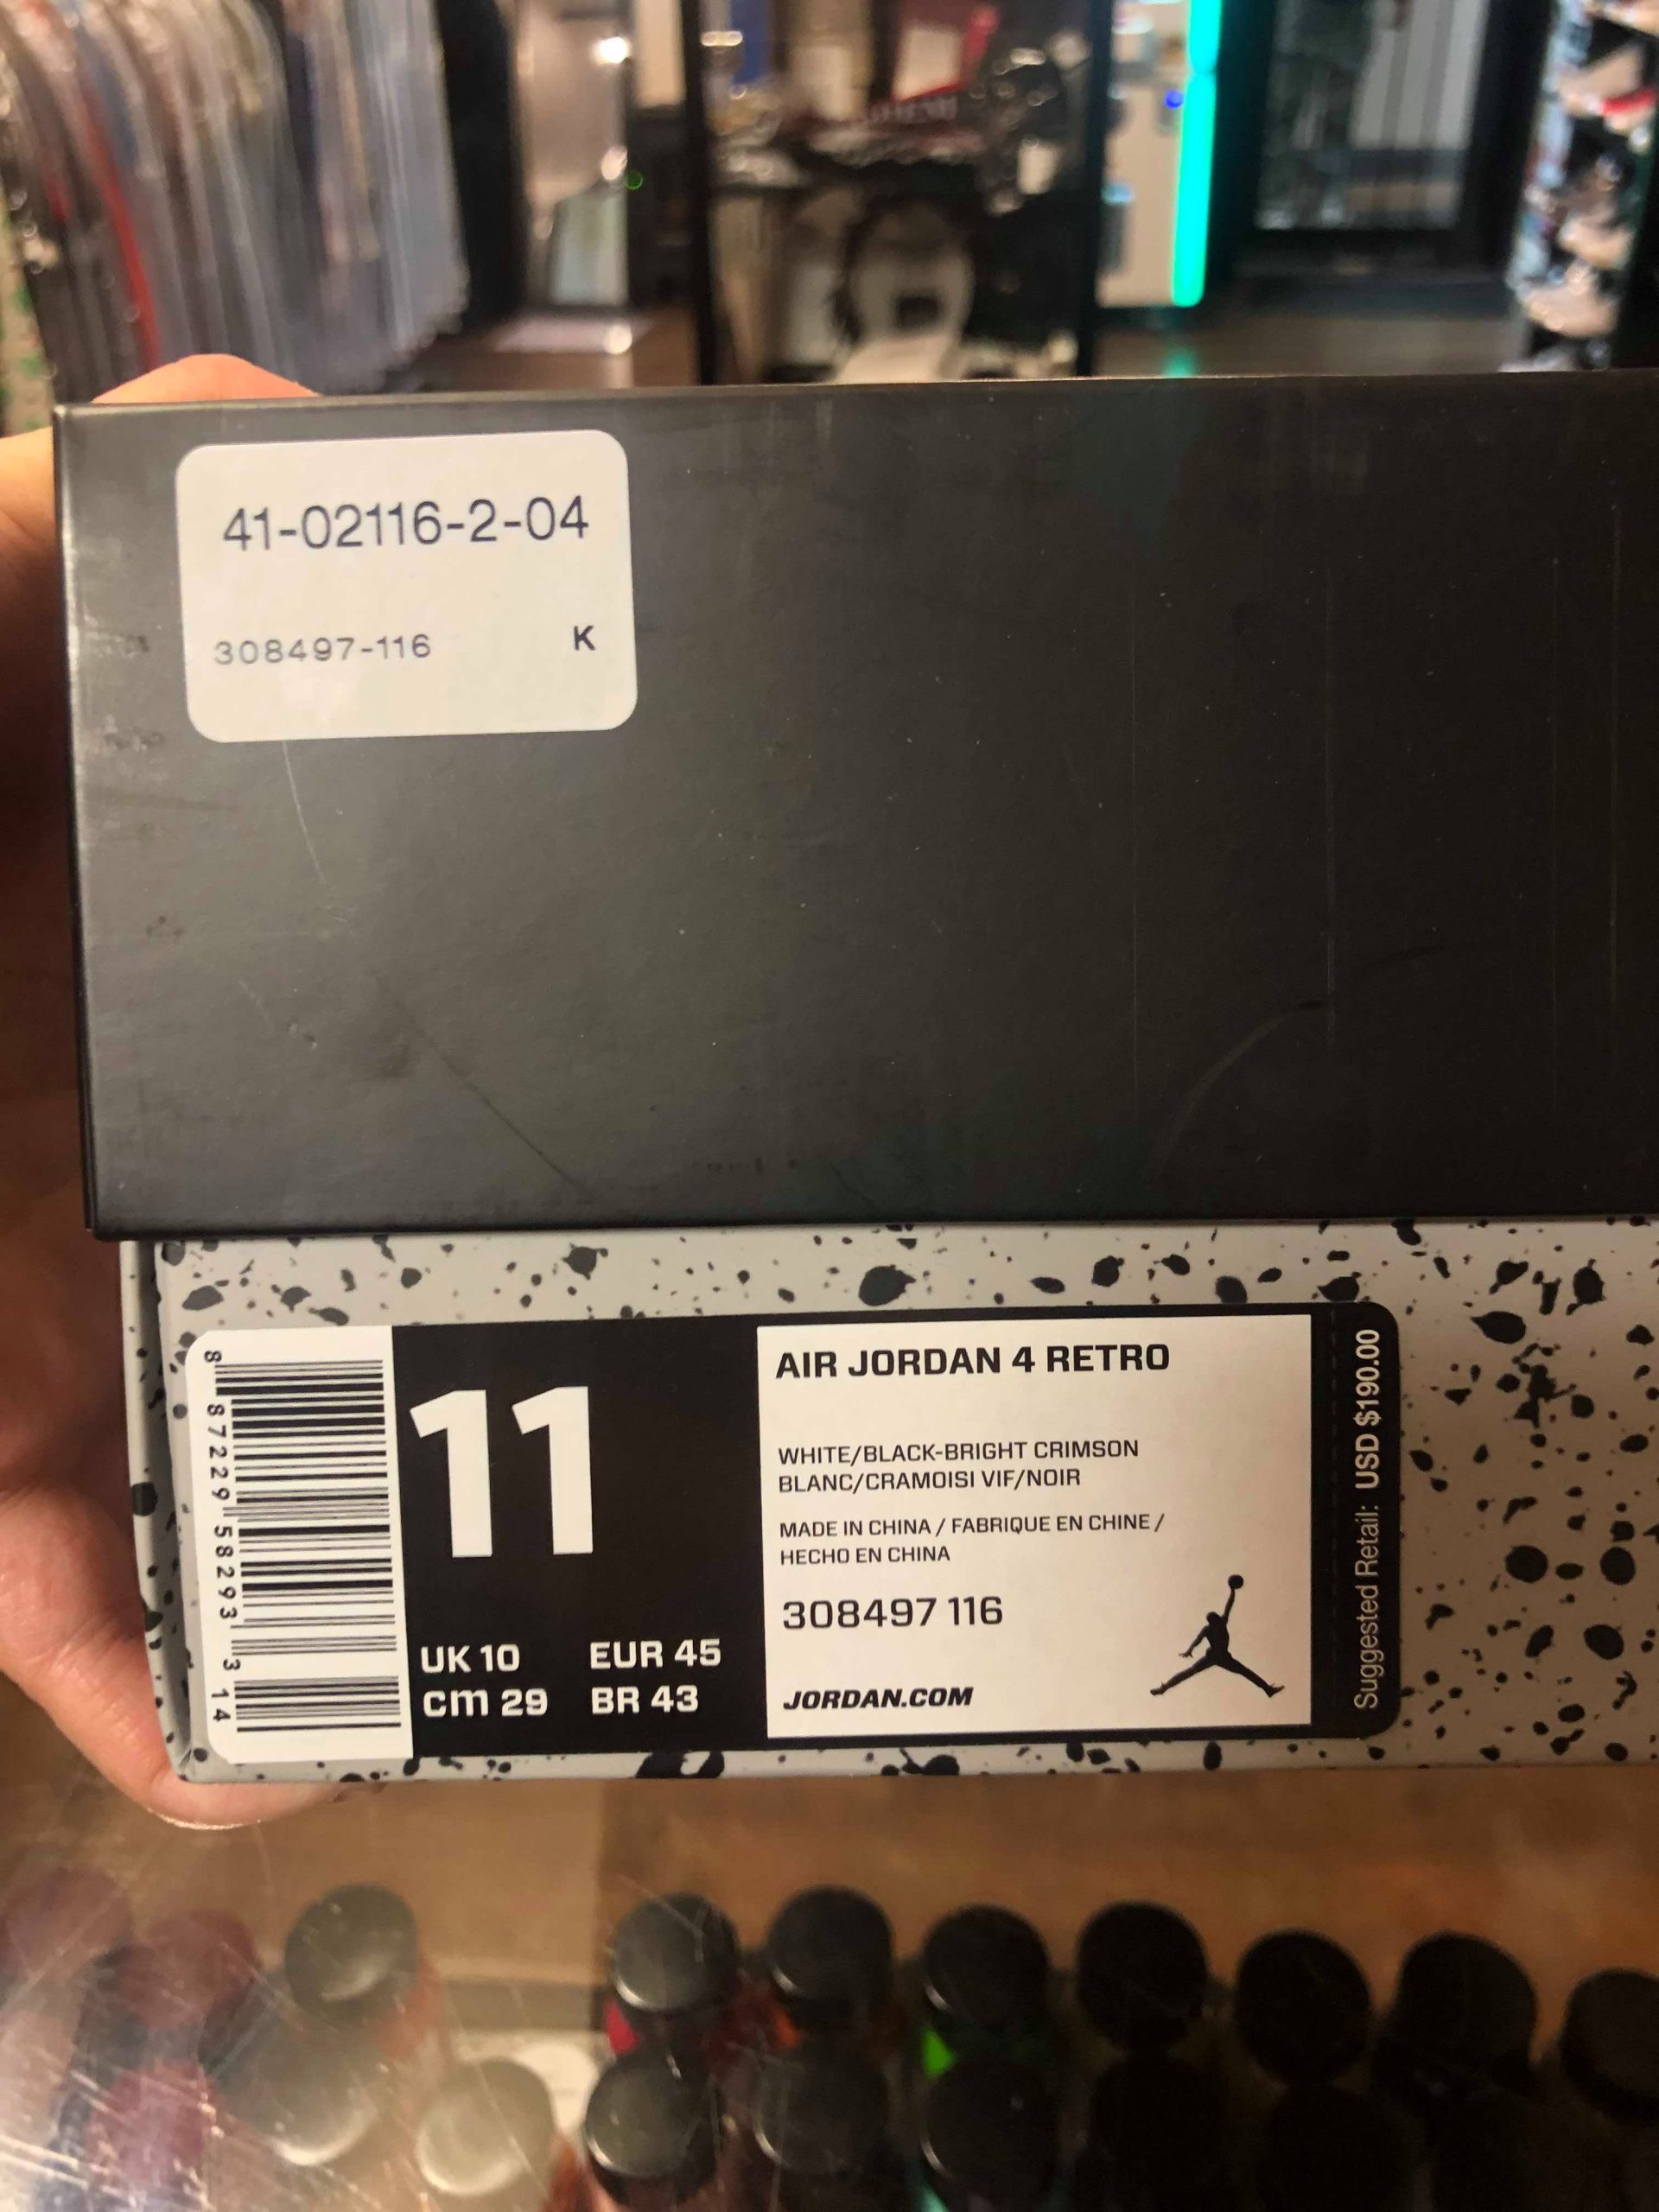 41-02116-2-04
308497-116 K
8 87229 58293 3 14
11
UK 10 EUR 45
cm 29 BR 43
AIR JORDAN 4 RETRO
WHITE/BLACK-BRIGHT CRIMSON
BLANC/CRAMOISI VIF/NOIR
MADE IN CHINA / FABRIQUE EN CHINE /
HECHO EN CHINA
308497 116
JORDAN.COM
Suggested Retail: USD $190.00